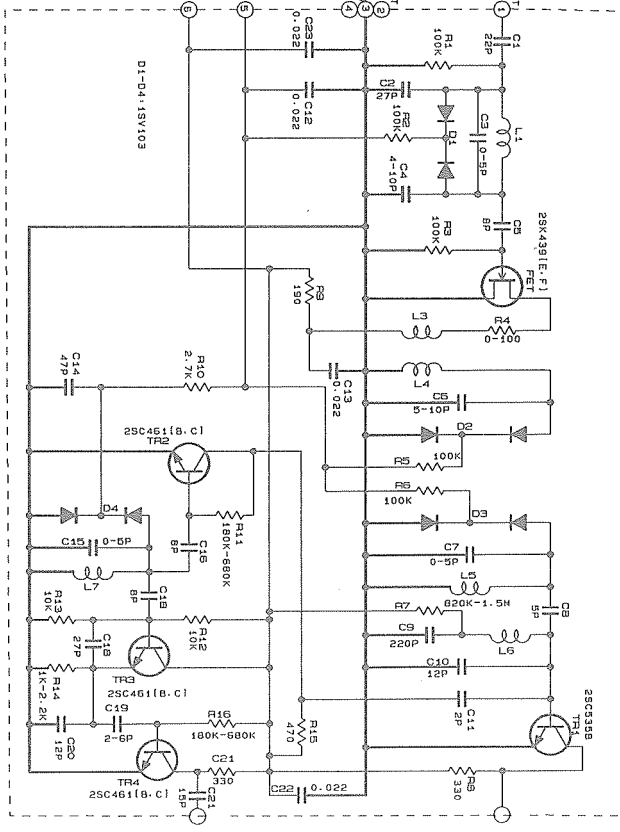 T
1
T
2
3
4
5
6
C1
22P
R1
100K
C23
0.022
C12
0.022
C2
27P
R2
100K
D1
C3
0-5P
L1
C4
4-10P
D1-D4:1SV103
C5
8P
R3
100K
2SK439(E.F)
FET
R9
190
L3
R4
0-100
L4
C13
0.022
C6
5-10P
D2
100K
R5
R6
100K
D3
C7
0-5P
L5
820K-1.5M
C8
5P
R7
C9
220P
L6
C10
12P
C11
2P
2SC535B
TR1
R8
330
C14
47P
R10
2.7K
2SC461(B.C)
TR2
D4
R11
180K-680K
C15
0-5P
C16
8P
L7
C18
8P
R13
10K
R12
10K
C18
27P
TR3
2SC461(B.C)
R14
1K-2.2K
C19
2-6P
R16
180K-680K
R15
470
C20
12P
TR4
2SC461(B.C)
C21
330
C21
15P
C22
0.022